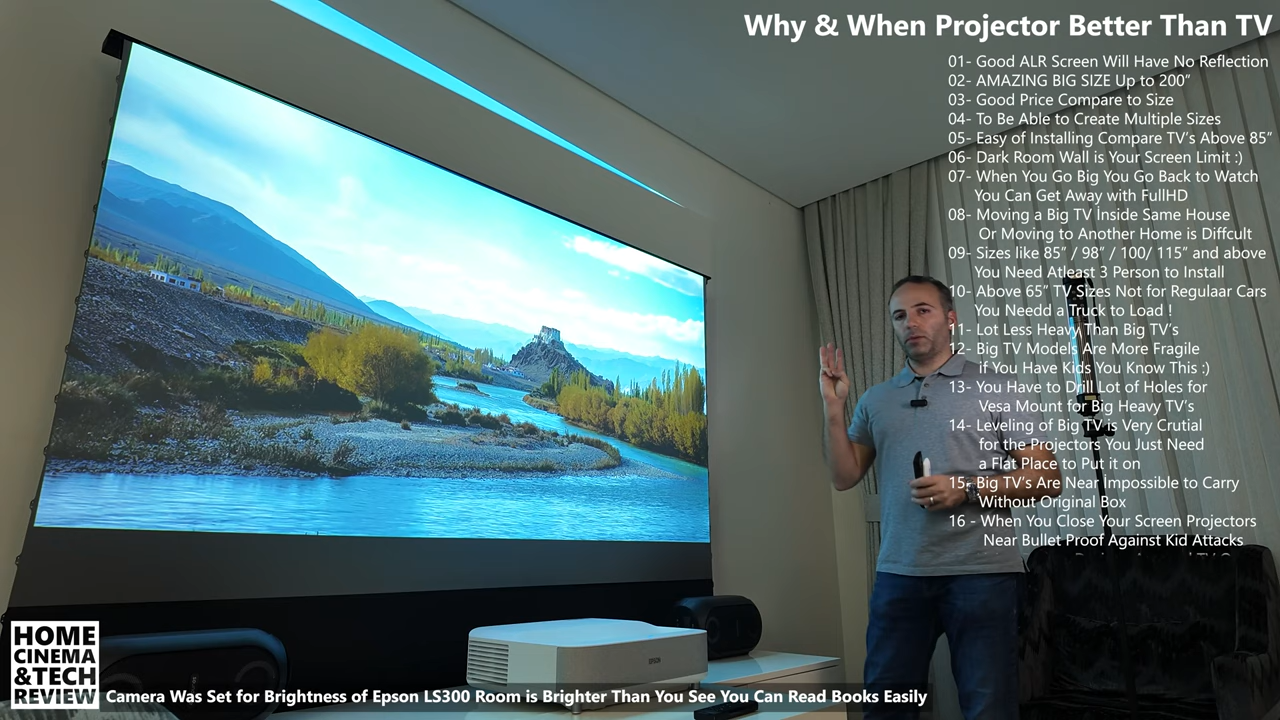 Why & When Projector Better Than TV
01- Good ALR Screen Will Have No Reflection
02- AMAZING BIG SIZE Up to 200”
03- Good Price Compare to Size
04- To Be Able to Create Multiple Sizes
05- Easy of Installing Compare TV’s Above 85”
06- Dark Room Wall is Your Screen Limit :)
07- When You Go Big You Go Back to Watch
You Can Get Away with FullHD
08- Moving a Big TV İnside Same House
Or Moving to Another Home is Diffcult
09- Sizes like 85” / 98” / 100/ 115” and above
You Need Atleast 3 Person to Install
10- Above 65” TV Sizes Not for Regulaar Cars
You Needd a Truck to Load !
11- Lot Less Heavy Than Big TV’s
12- Big TV Models Are More Fragile
if You Have Kids You Know This :)
13- You Have to Drill Lot of Holes for
Vesa Mount for Big Heavy TV’s
14- Leveling of Big TV is Very Crutial
for the Projectors You Just Need
a Flat Place to Put it on
15- Big TV’s Are Near Impossible to Carry
Without Original Box
16 - When You Close Your Screen Projectors
Near Bullet Proof Against Kid Attacks
EPSON
HOME
CINEMA
&TECH
REVIEW
Camera Was Set for Brightness of Epson LS300 Room is Brighter Than You See You Can Read Books Easily